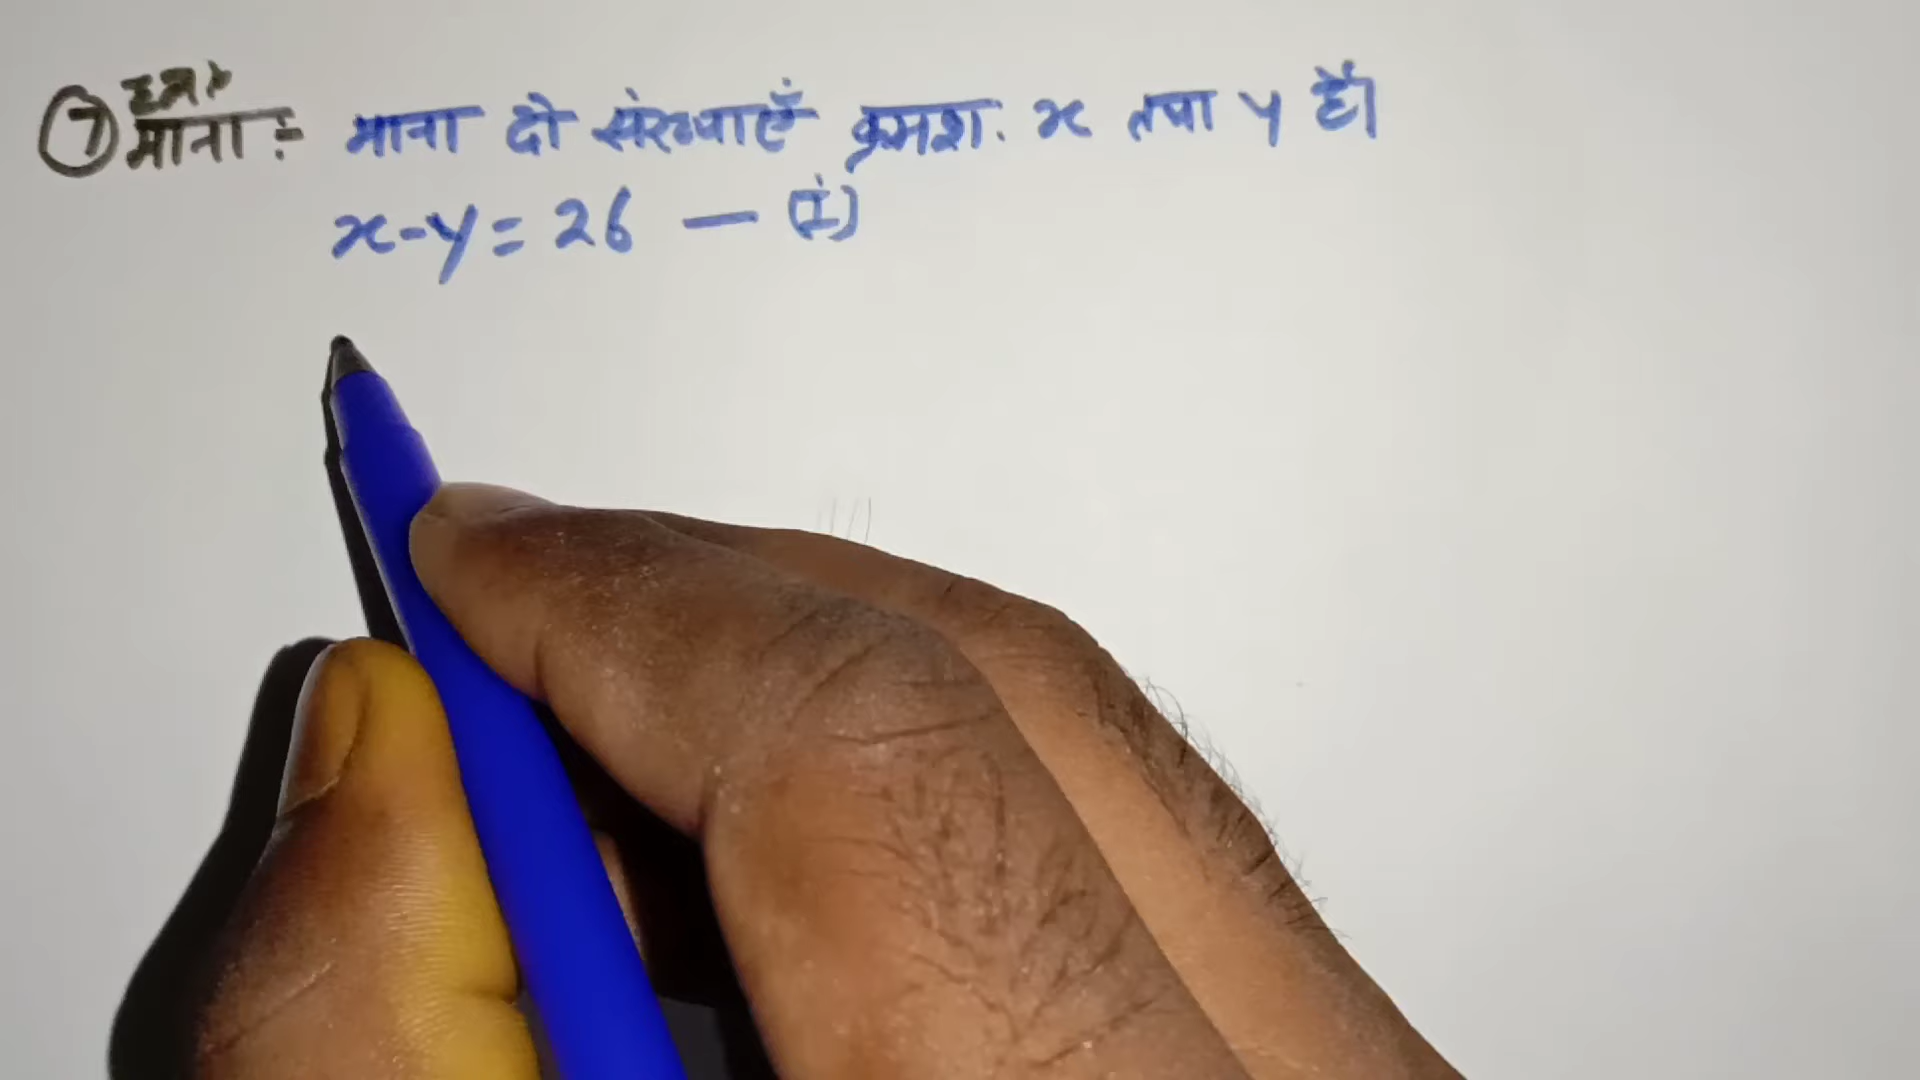 ⑦ हल
माना :- माना दो संख्याएँ क्रमशः x तथा y हैं।
x-y = 26 — (i)